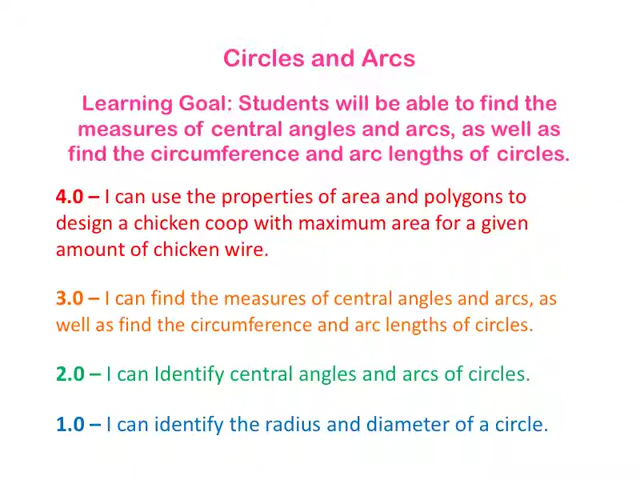 Circles and Arcs
Learning Goal: Students will be able to find the
measures of central angles and arcs, as well as
find the circumference and arc lengths of circles.
4.0 – I can use the properties of area and polygons to
design a chicken coop with maximum area for a given
amount of chicken wire.
3.0 – I can find the measures of central angles and arcs, as
well as find the circumference and arc lengths of circles.
2.0 – I can Identify central angles and arcs of circles.
1.0 – I can identify the radius and diameter of a circle.